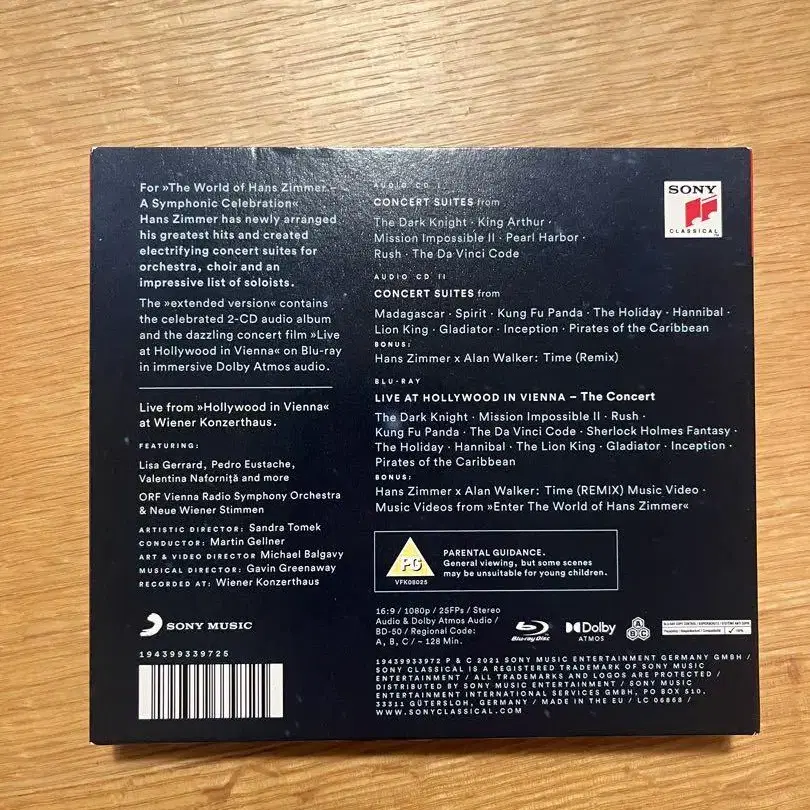 For »The World of Hans Zimmer –
A Symphonic Celebration«
Hans Zimmer has newly arranged
his greatest hits and created
electrifying concert suites for
orchestra, choir and an
impressive list of soloists.
The »extended version« contains
the celebrated 2-CD audio album
and the dazzling concert film »Live
at Hollywood in Vienna« on Blu-ray
in immersive Dolby Atmos audio.
Live from »Hollywood in Vienna«
at Wiener Konzerthaus.
FEATURING:
Lisa Gerrard, Pedro Eustache,
Valentina Naforniță and more
ORF Vienna Radio Symphony Orchestra
& Neue Wiener Stimmen
ARTISTIC DIRECTOR: Sandra Tomek
CONDUCTOR: Martin Gellner
ART & VIDEO DIRECTOR Michael Balgavy
MUSICAL DIRECTOR: Gavin Greenaway
RECORDED AT: Wiener Konzerthaus
SONY MUSIC
194399339725
AUDIO CD I
CONCERT SUITES from
The Dark Knight · King Arthur ·
Mission Impossible II · Pearl Harbor ·
Rush · The Da Vinci Code
AUDIO CD II
CONCERT SUITES from
Madagascar · Spirit · Kung Fu Panda · The Holiday · Hannibal ·
Lion King · Gladiator · Inception · Pirates of the Caribbean
BONUS:
Hans Zimmer x Alan Walker: Time (Remix)
BLU-RAY
LIVE AT HOLLYWOOD IN VIENNA – The Concert
The Dark Knight · Mission Impossible II · Rush ·
Kung Fu Panda · The Da Vinci Code · Sherlock Holmes Fantasy ·
The Holiday · Hannibal · The Lion King · Gladiator · Inception ·
Pirates of the Caribbean
BONUS:
Hans Zimmer x Alan Walker: Time (REMIX) Music Video ·
Music Videos from »Enter The World of Hans Zimmer«
PG
VFK08025
PARENTAL GUIDANCE.
General viewing, but some scenes
may be unsuitable for young children.
16:9 / 1080p / 25FPs / Stereo
Audio & Dolby Atmos Audio /
BD-50 / Regional Code:
A, B, C / ~ 128 Min.
Blu-ray Disc
Dolby
ATMOS
A B C
19439933972 P & C 2021 SONY MUSIC ENTERTAINMENT GERMANY GMBH /
SONY CLASSICAL IS A REGISTERED TRADEMARK OF SONY MUSIC
ENTERTAINMENT / ALL TRADEMARKS AND LOGOS ARE PROTECTED /
DISTRIBUTED BY SONY MUSIC ENTERTAINMENT / SONY MUSIC
ENTERTAINMENT INTERNATIONAL SERVICES GMBH, PO BOX 510,
33311 GÜTERSLOH, GERMANY / MADE IN THE EU / LC 06868 /
WWW.SONYCLASSICAL.COM
SONY
CLASSICAL